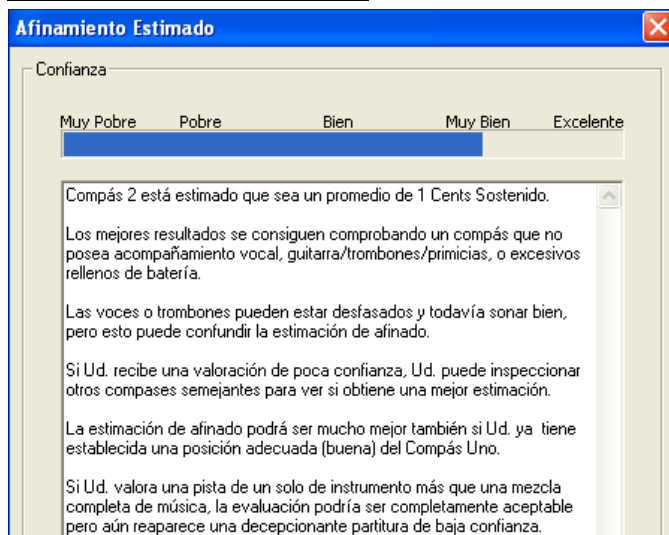 Afinamiento Estimado
Confianza
Muy Pobre Pobre Bien Muy Bien Excelente
Compás 2 está estimado que sea un promedio de 1 Cents Sostenido.
Los mejores resultados se consiguen comprobando un compás que no
posea acompañamiento vocal, guitarra/trombones/primicias, o excesivos
rellenos de batería.
Las voces o trombones pueden estar desfasados y todavía sonar bien,
pero esto puede confundir la estimación de afinado.
Si Ud. recibe una valoración de poca confianza, Ud. puede inspeccionar
otros compases semejantes para ver si obtiene una mejor estimación.
La estimación de afinado podrá ser mucho mejor también si Ud. ya tiene
establecida una posición adecuada (buena) del Compás Uno.
Si Ud. valora una pista de un solo de instrumento más que una mezcla
completa de música, la evaluación podría ser completamente aceptable
pero aún reaparece una decepcionante partitura de baja confianza.